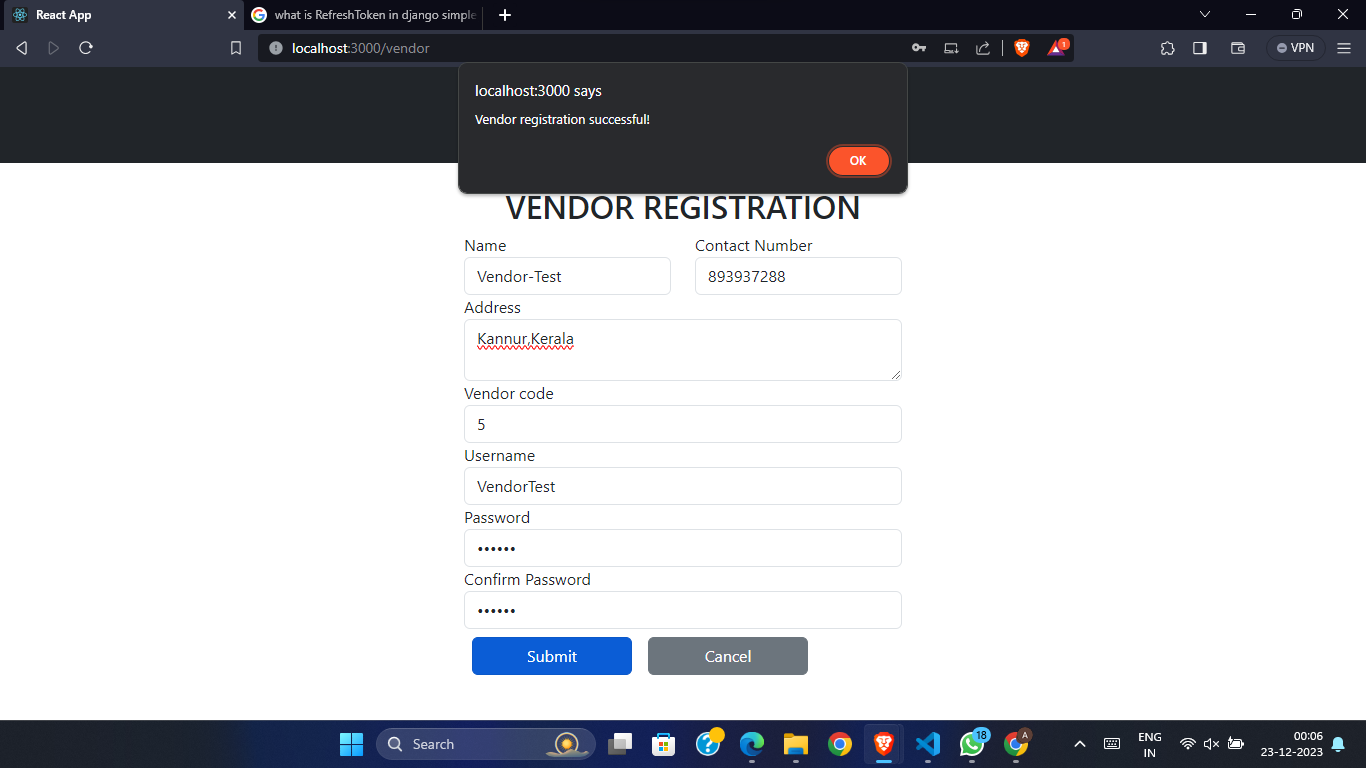 React App
what is RefreshToken in django simple
localhost:3000/vendor
1
VPN
localhost:3000 says
Vendor registration successful!
OK
VENDOR REGISTRATION
Name
Contact Number
Vendor-Test
893937288
Address
Kannur,Kerala
Vendor code
5
Username
VendorTest
Password
••••••
Confirm Password
••••••
Submit
Cancel
Search
18
A
ENG
IN
00:06
23-12-2023